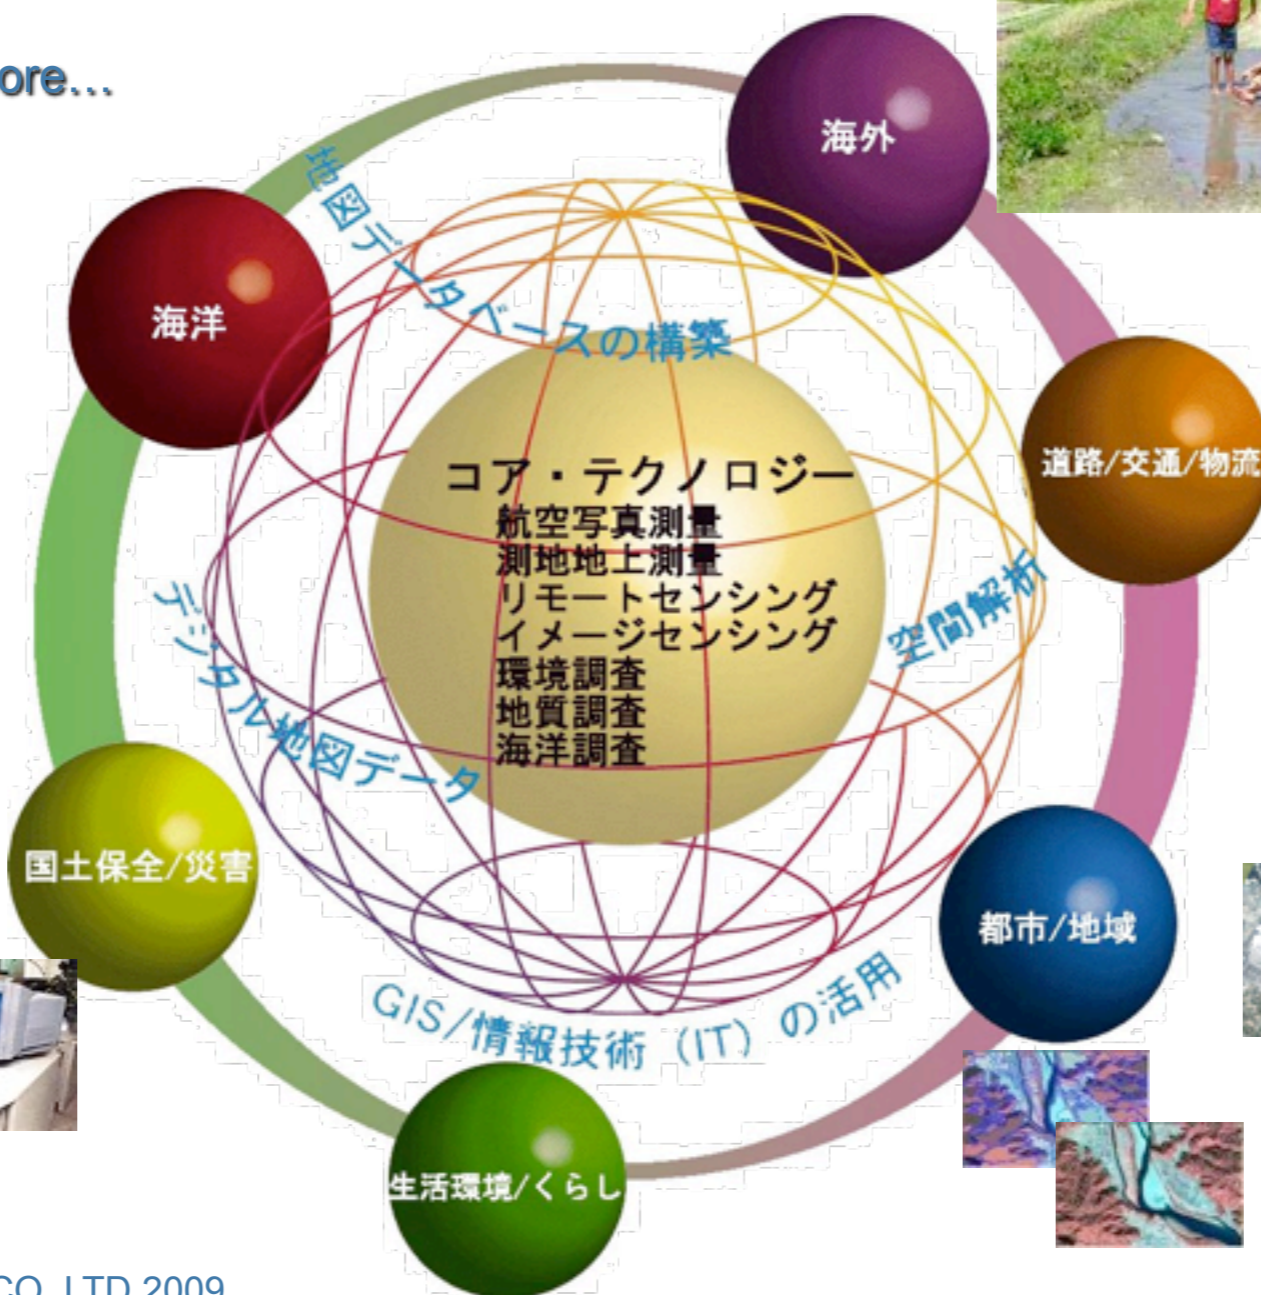 ore...
海外
地図データベースの構築
海洋
道路/交通/物流
コア・テクノロジー
航空写真測量
測地地上測量
リモートセンシング
イメージセンシング
環境調査
地質調査
海洋調査
空間解析
デジタル地図データ
国土保全/災害
都市/地域
GIS/情報技術（IT）の活用
生活環境/くらし
CO.,LTD 2009